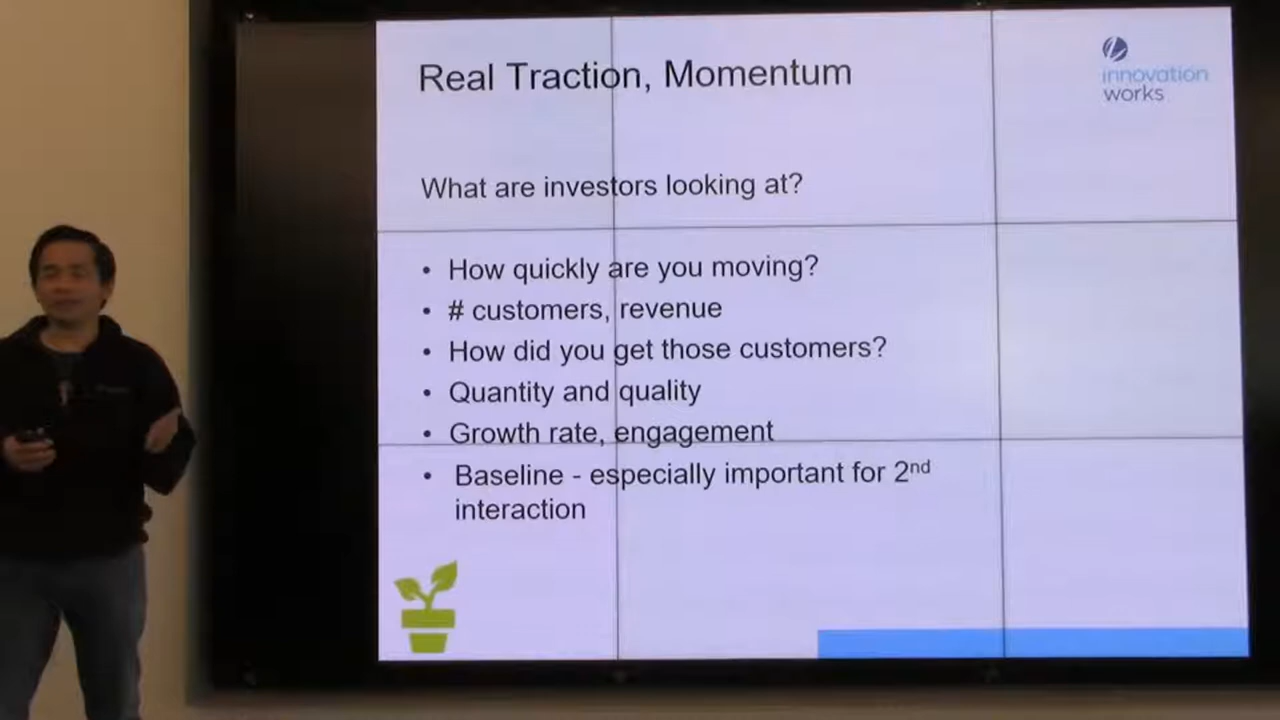 Real Traction, Momentum
innovation
works
What are investors looking at?
• How quickly are you moving?
• # customers, revenue
• How did you get those customers?
• Quantity and quality
• Growth rate, engagement
• Baseline - especially important for 2nd
interaction